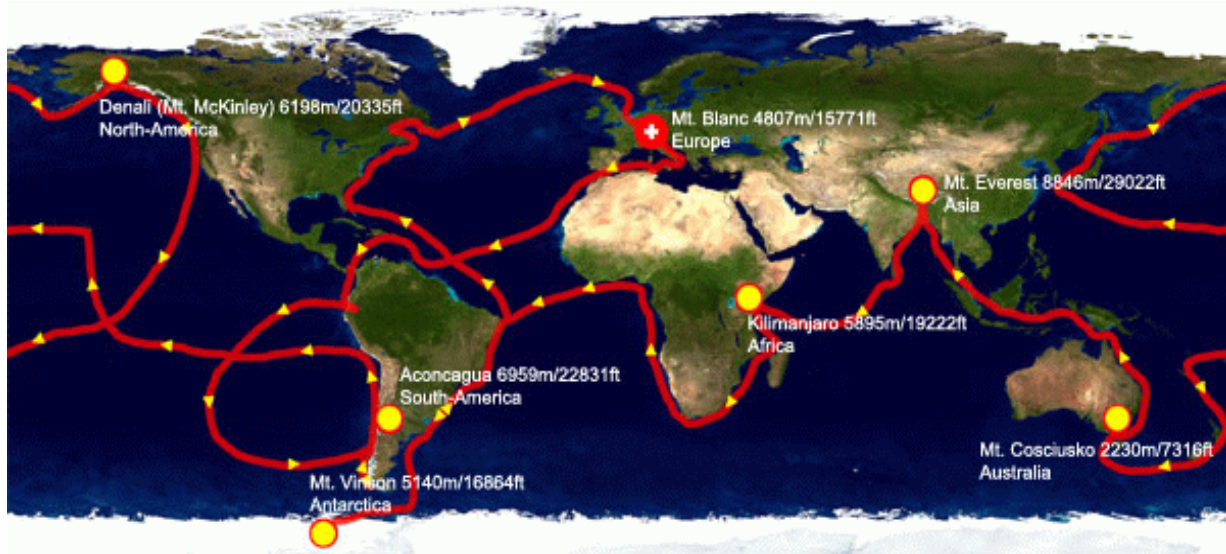 Denali (Mt. McKinley) 6198m/20335ft
North-America
Mt. Blanc 4807m/15771ft
Europe
Mt. Everest 8846m/29022ft
Asia
Kilimanjaro 5895m/19222ft
Africa
Aconcagua 6959m/22831ft
South-America
Mt. Cosciusko 2230m/7316ft
Australia
Mt. Vinson 5140m/16864ft
Antarctica